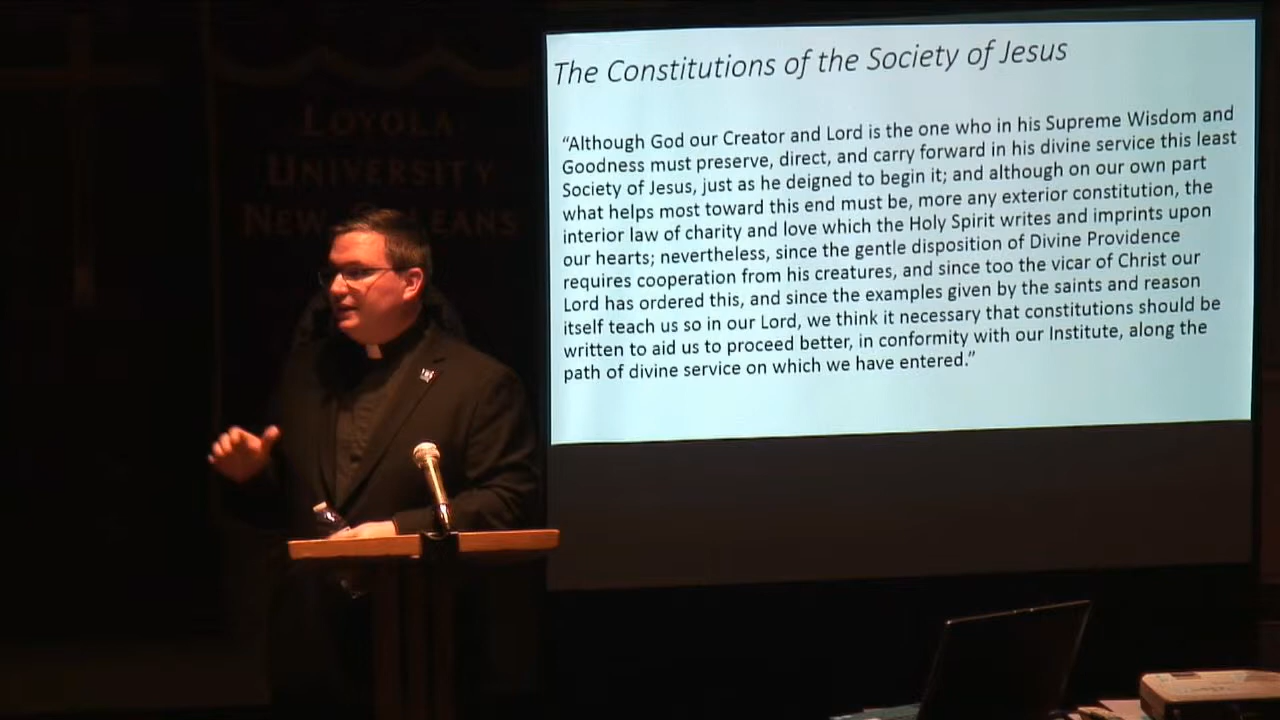 The Constitutions of the Society of Jesus
“Although God our Creator and Lord is the one who in his Supreme Wisdom and
Goodness must preserve, direct, and carry forward in his divine service this least
Society of Jesus, just as he deigned to begin it; and although on our own part
what helps most toward this end must be, more any exterior constitution, the
interior law of charity and love which the Holy Spirit writes and imprints upon
our hearts; nevertheless, since the gentle disposition of Divine Providence
requires cooperation from his creatures, and since too the vicar of Christ our
Lord has ordered this, and since the examples given by the saints and reason
itself teach us so in our Lord, we think it necessary that constitutions should be
written to aid us to proceed better, in conformity with our Institute, along the
path of divine service on which we have entered.”
LOYOLA
UNIVERSITY
NEW ORLEANS